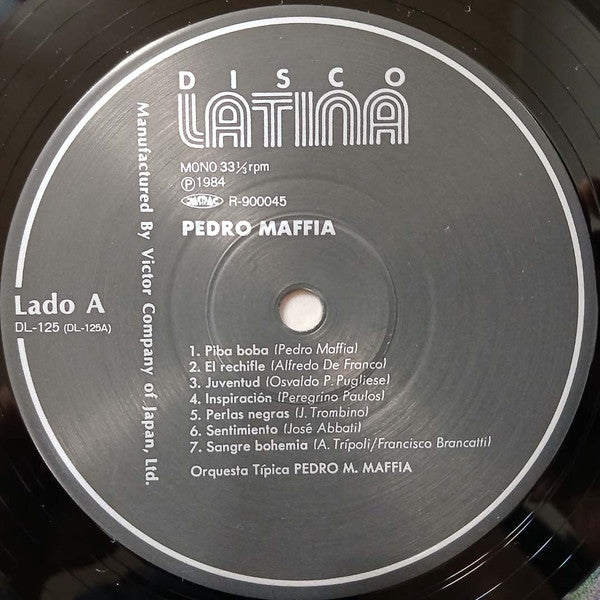 DISCO
LATINA
MONO 33⅓rpm
Ⓟ1984
JASRAC R-900045
PEDRO MAFFIA
Manufactured By Victor Company of Japan, Ltd.
Lado A
DL-125 (DL-125A)
1. Piba boba (Pedro Maffia)
2. El rechifle (Alfredo De Franco)
3. Juventud (Osvaldo P. Pugliese)
4. Inspiración (Peregrino Paulos)
5. Perlas negras (J. Trombino)
6. Sentimiento (José Abbati)
7. Sangre bohemia (A. Trípoli/Francisco Brancatti)
Orquesta Típica PEDRO M. MAFFIA